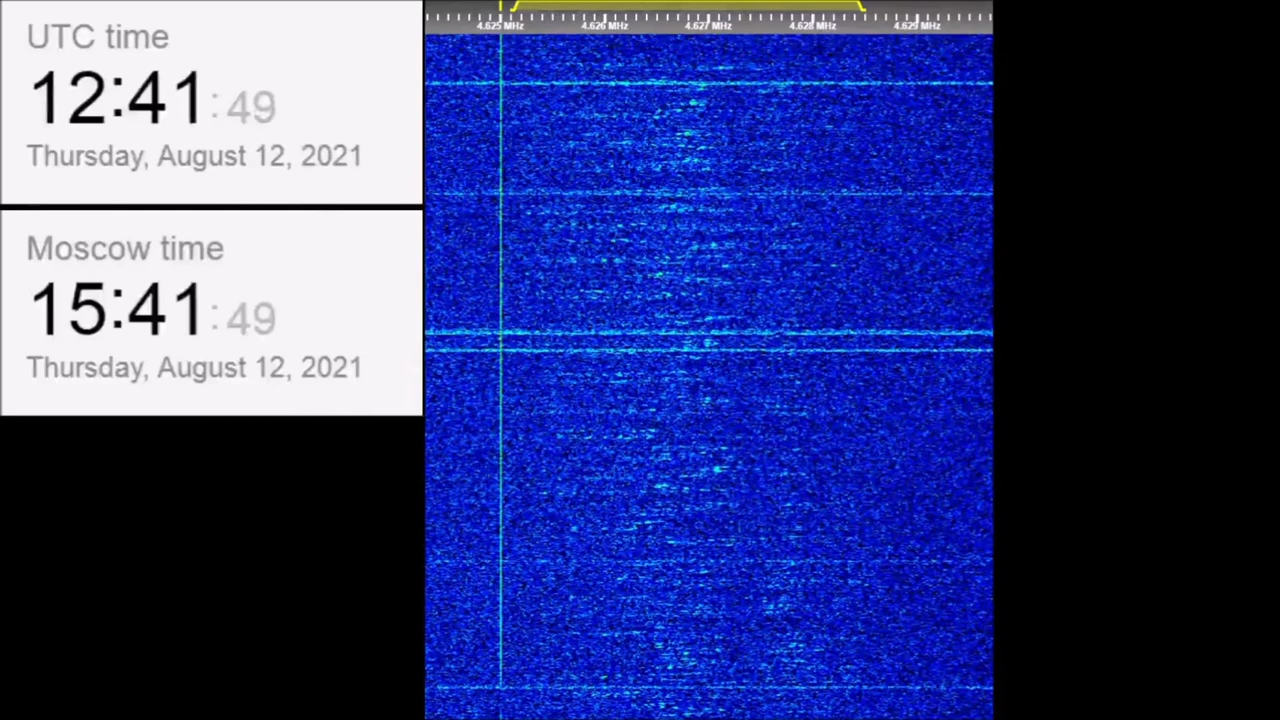 UTC time
12:41:49
Thursday, August 12, 2021
Moscow time
15:41:49
Thursday, August 12, 2021
4.625 MHz 4.626 MHz 4.627 MHz 4.628 MHz 4.629 MHz